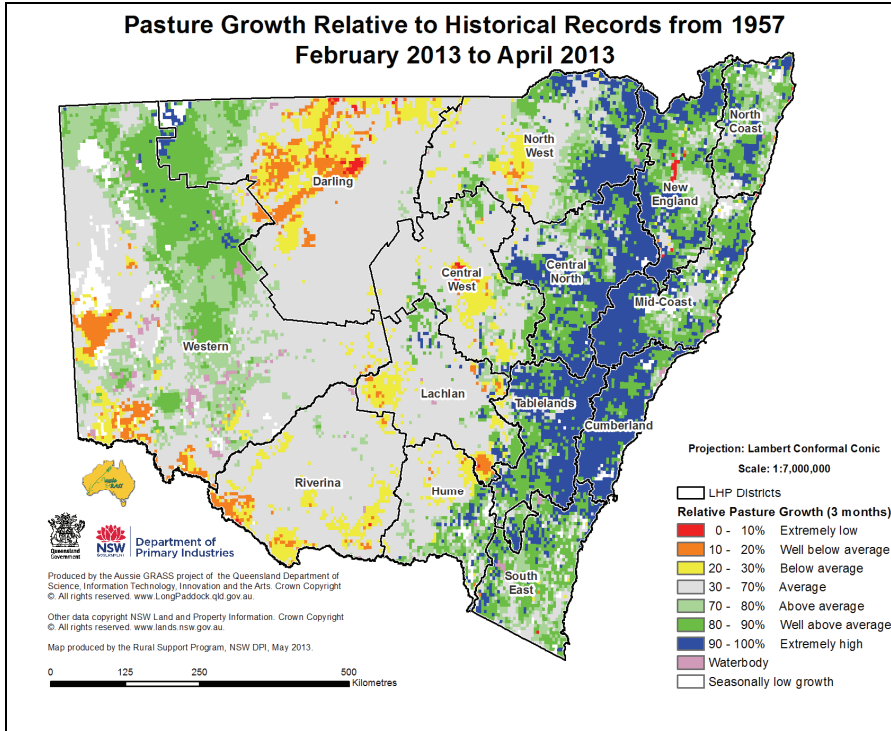 Pasture Growth Relative to Historical Records from 1957
February 2013 to April 2013
North
Coast
North
West
Darling
New
England
Central
North
Central
West
Mid-Coast
Western
Lachlan
Tablelands
Cumberland
Riverina
Hume
South
East
Projection: Lambert Conformal Conic
Scale: 1:7,000,000
LHP Districts
Relative Pasture Growth (3 months)
0 - 10% Extremely low
10 - 20% Well below average
20 - 30% Below average
30 - 70% Average
70 - 80% Above average
80 - 90% Well above average
90 - 100% Extremely high
Waterbody
Seasonally low growth
Queensland
Government
NSW
GOVERNMENT
Department of
Primary Industries
Produced by the Aussie GRASS project of the Queensland Department of
Science, Information Technology, Innovation and the Arts. Crown Copyright
©. All rights reserved. www.LongPaddock.qld.gov.au.
Other data copyright NSW Land and Property Information. Crown Copyright
©. All rights reserved. www.lands.nsw.gov.au.
Map produced by the Rural Support Program, NSW DPI, May 2013.
0 125 250 500
Kilometres